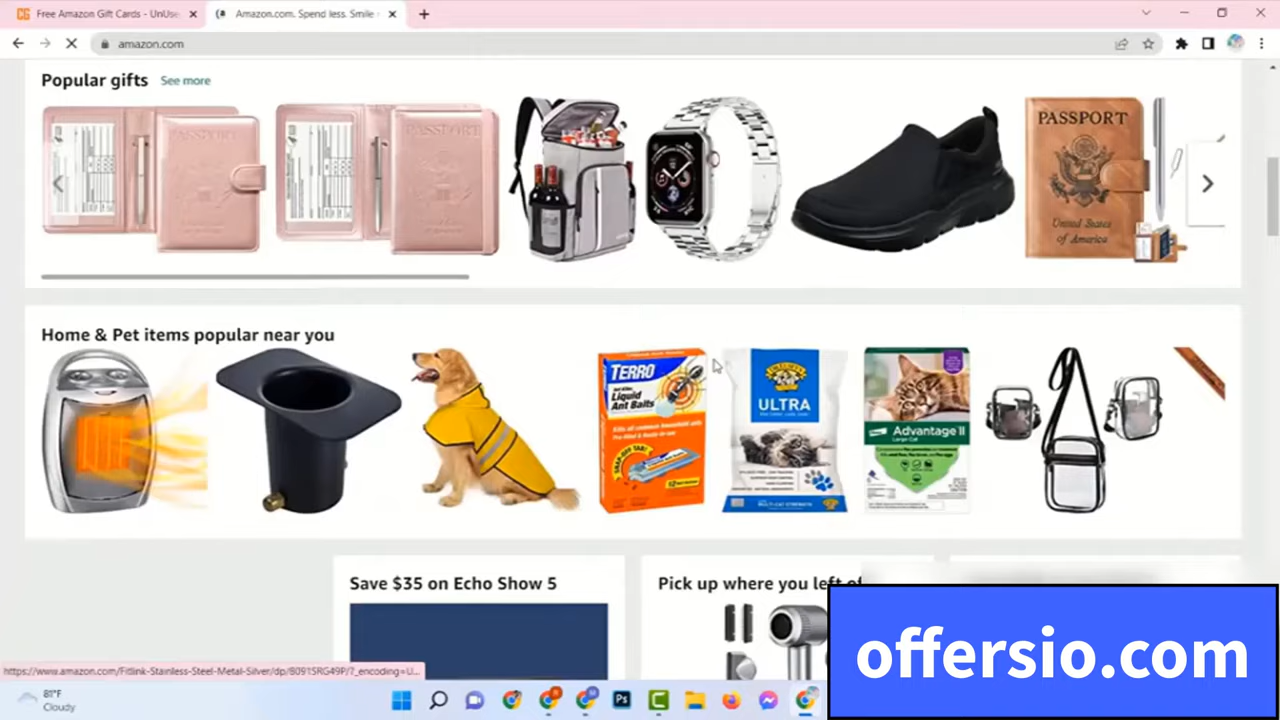 Free Amazon Gift Cards - UnUse
Amazon.com. Spend less. Smile
amazon.com
Popular gifts See more
PASSPORT
PASSPORT
PASSPORT
United States
of America
Home & Pet items popular near you
TERRO
Liquid
Ant Baits
ULTRA
Advantage II
Large Cat
Save $35 on Echo Show 5
Pick up where you left of
offersio.com
https://www.amazon.com/Fitlink-Stainless-Steel-Metal-Silver/dp/B091SRG49P/?_encoding=U...
81°F
Cloudy
Ps